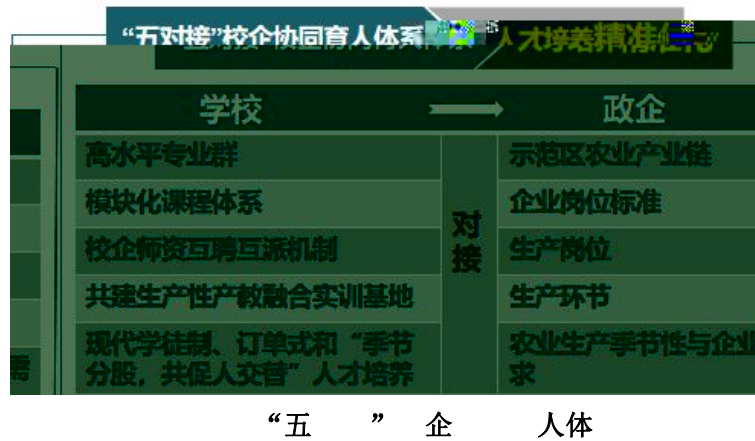 “五对接”校企协同育人体系
人才培养精准
学校 政企
高水平专业群 示范区农业产业链
模块化课程体系 企业岗位标准
对接
校企师资互聘互派机制 生产岗位
共建生产性产教融合实训基地 生产环节
现代学徒制、订单式和“季节 农业生产季节性与企业
分股，共促人交替”人才培养 求
需
“五 ” 企 人体